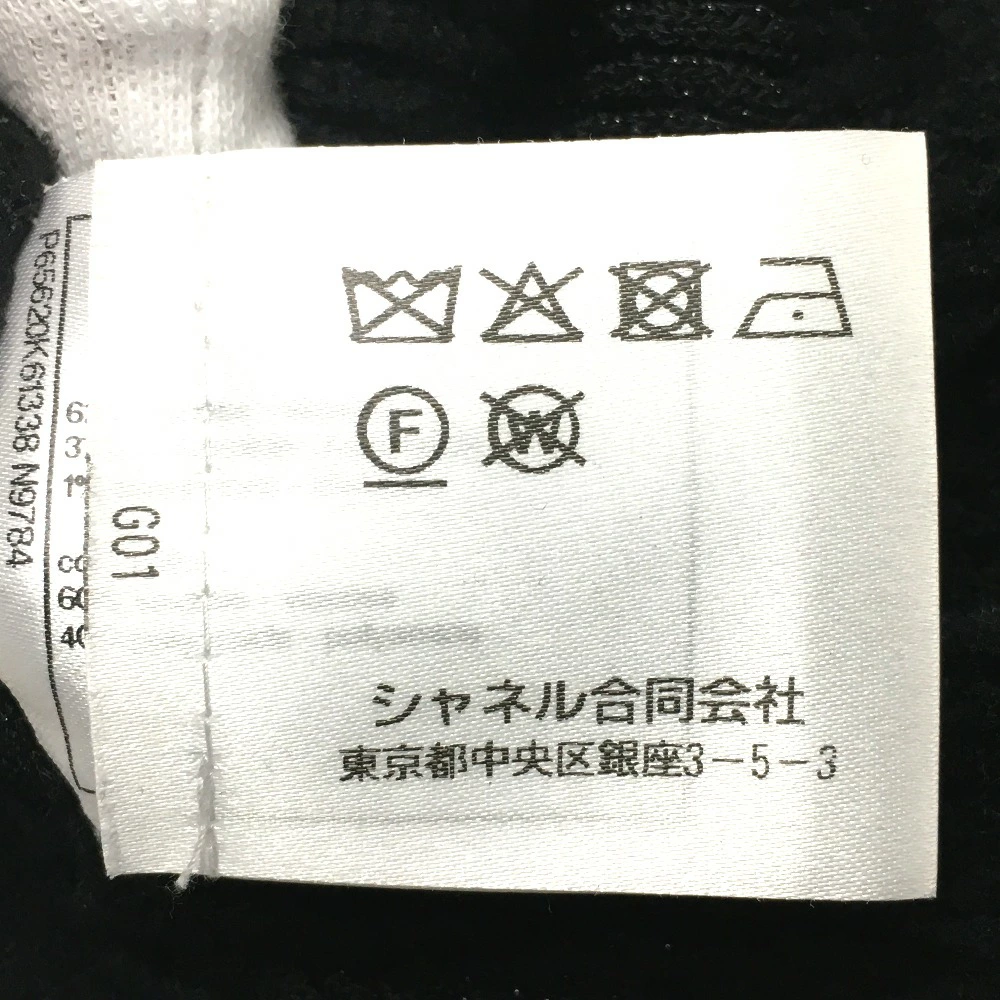 P65620K61338 N9784
G01
F
W
シャネル合同会社
東京都中央区銀座3-5-3